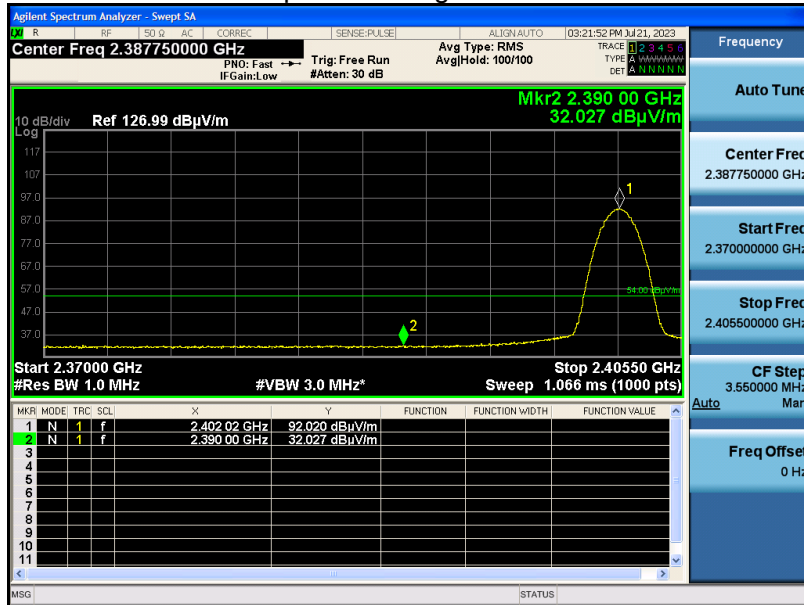 Agilent Spectrum Analyzer - Swept SA
LXI R RF 50 Ω AC CORREC SENSE:PULSE ALIGN AUTO 03:21:52 PM Jul 21, 2023
Center Freq 2.387750000 GHz
PNO: Fast
IFGain:Low
Trig: Free Run
#Atten: 30 dB
Avg Type: RMS
Avg|Hold: 100/100
TRACE 1 2 3 4 5 6
TYPE A WWWWW
DET A N N N N N
Mkr2 2.390 00 GHz
32.027 dBµV/m
10 dB/div Ref 126.99 dBµV/m
Log
117
107
97.0
87.0
77.0
67.0
57.0
47.0
37.0
1
54.00 dBµV/m
2
Start 2.37000 GHz Stop 2.40550 GHz
#Res BW 1.0 MHz #VBW 3.0 MHz* Sweep 1.066 ms (1000 pts)
MKR MODE TRC SCL X Y FUNCTION FUNCTION WIDTH FUNCTION VALUE
1 N 1 f 2.402 02 GHz 92.020 dBµV/m
2 N 1 f 2.390 00 GHz 32.027 dBµV/m
3
4
5
6
7
8
9
10
11
MSG STATUS
Frequency
Auto Tune
Center Freq
2.387750000 GHz
Start Freq
2.370000000 GHz
Stop Freq
2.405500000 GHz
CF Step
3.550000 MHz
Auto Man
Freq Offset
0 Hz